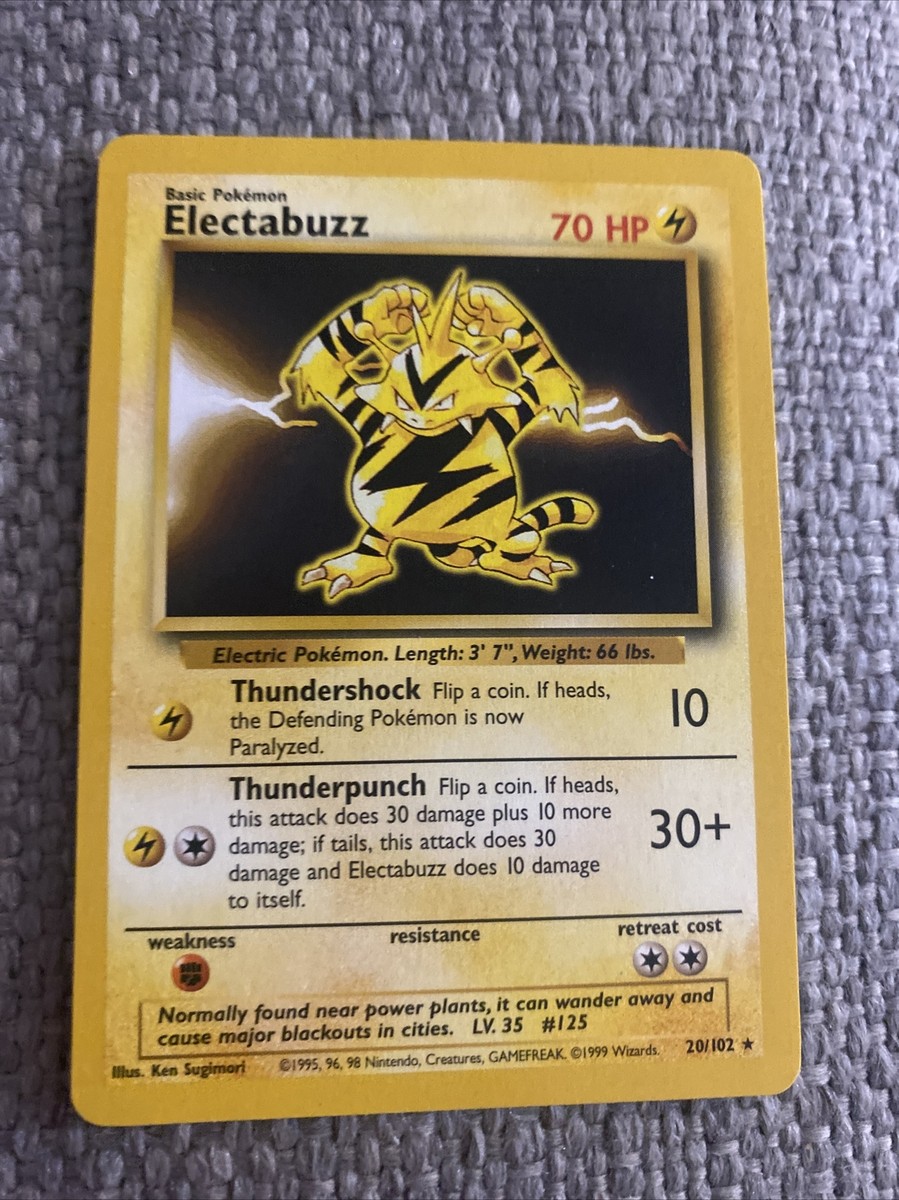 Basic Pokémon
Electabuzz 70 HP
Electric Pokémon. Length: 3' 7", Weight: 66 lbs.
Thundershock Flip a coin. If heads,
the Defending Pokémon is now
Paralyzed.
10
Thunderpunch Flip a coin. If heads,
this attack does 30 damage plus 10 more
damage; if tails, this attack does 30
damage and Electabuzz does 10 damage
to itself.
30+
weakness resistance retreat cost
Normally found near power plants, it can wander away and
cause major blackouts in cities. LV. 35 #125
Illus. Ken Sugimori ©1995, 96, 98 Nintendo, Creatures, GAMEFREAK. ©1999 Wizards. 20/102 ★